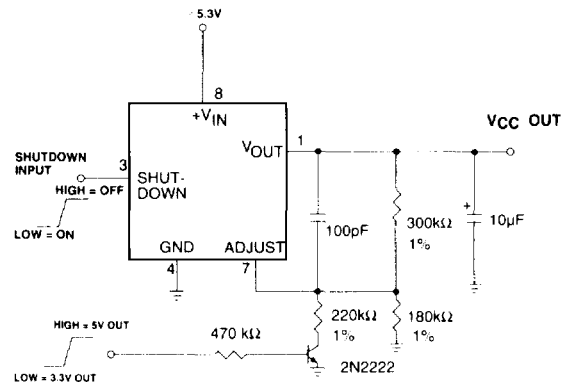 5.3V
8
+VIN
1
VCC OUT
VOUT
SHUTDOWN
INPUT
3
SHUT-
DOWN
HIGH = OFF
LOW = ON
100pF
300kΩ
1%
+
10µF
GND
ADJUST
4
7
HIGH = 5V OUT
470 kΩ
220kΩ
1%
180kΩ
1%
LOW = 3.3V OUT
2N2222